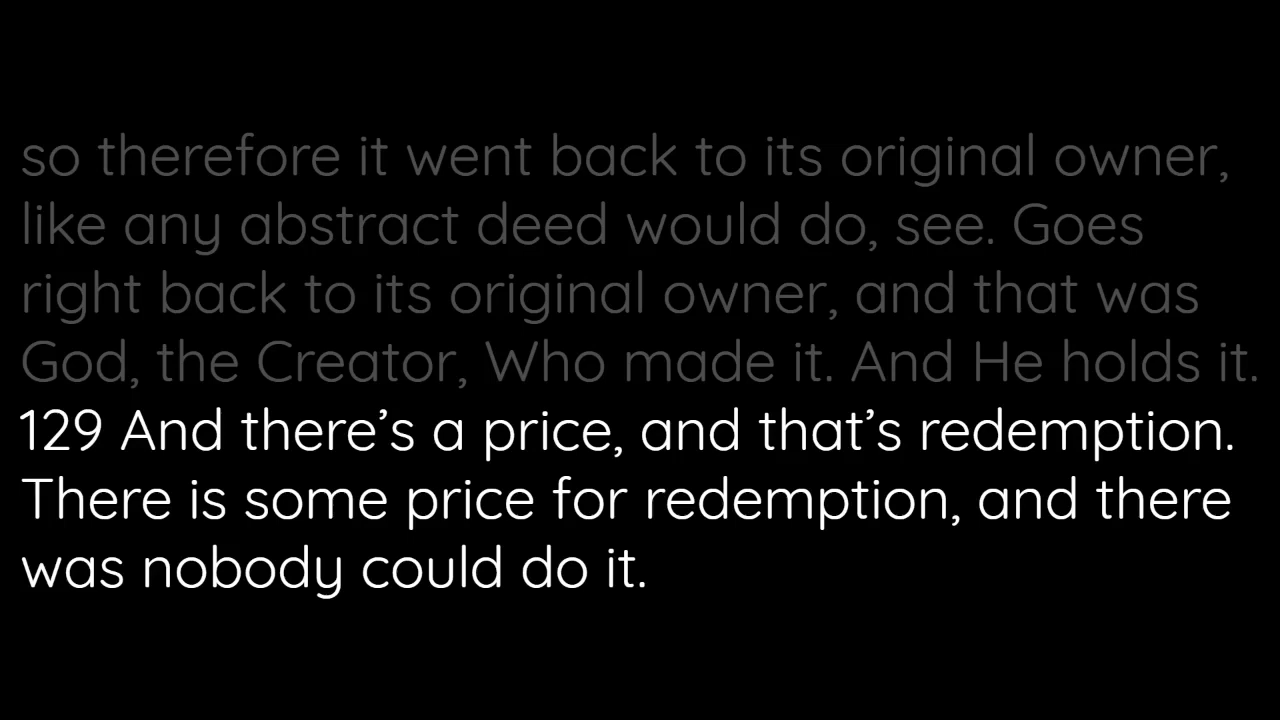 so therefore it went back to its original owner,
like any abstract deed would do, see. Goes
right back to its original owner, and that was
God, the Creator, Who made it. And He holds it.
129 And there’s a price, and that’s redemption.
There is some price for redemption, and there
was nobody could do it.